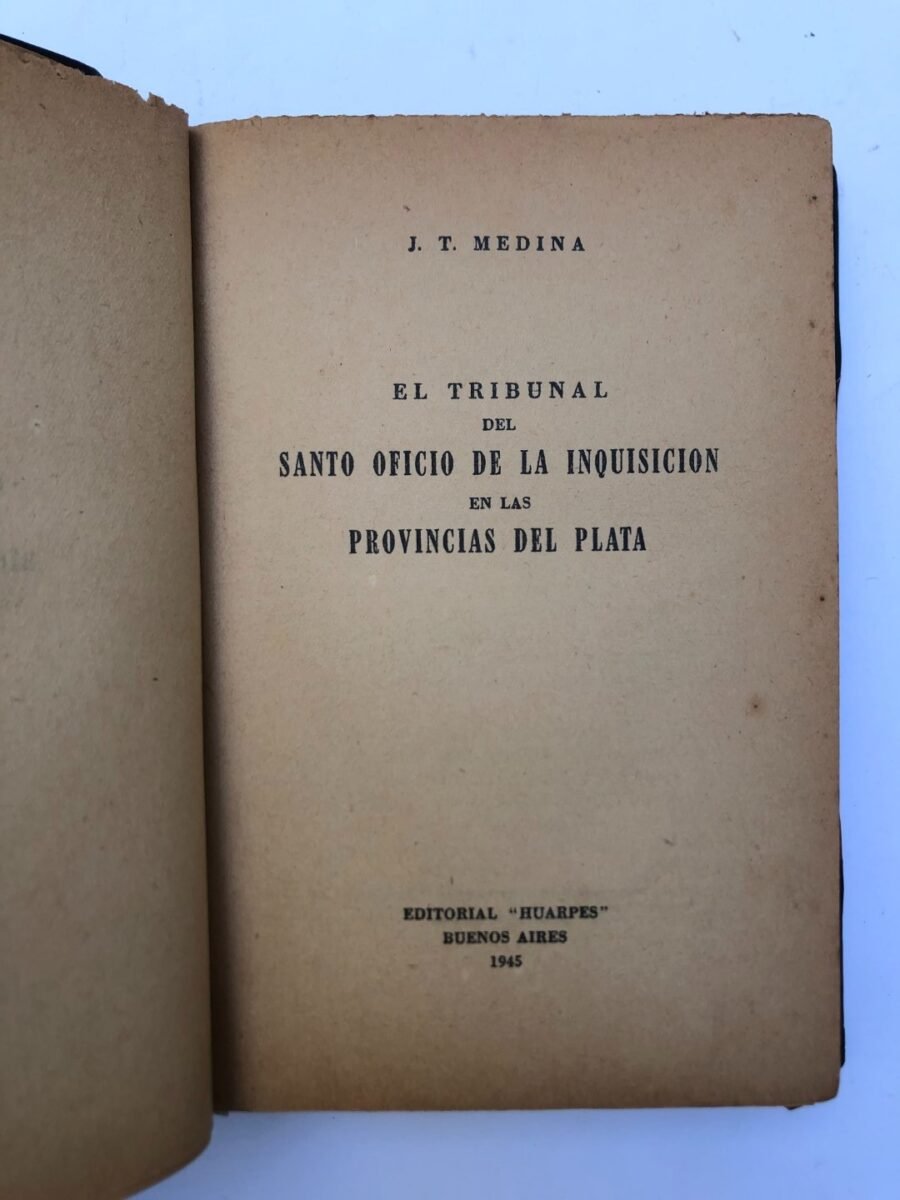 J. T. MEDINA
EL TRIBUNAL
DEL
SANTO OFICIO DE LA INQUISICION
EN LAS
PROVINCIAS DEL PLATA
EDITORIAL "HUARPES"
BUENOS AIRES
1945